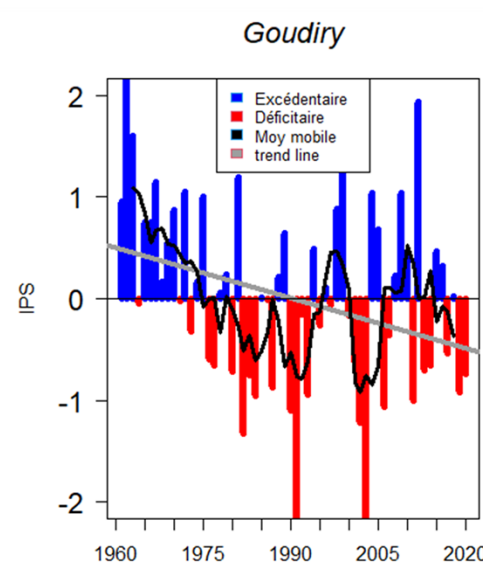 Goudiry
Excédentaire
Déficitaire
Moy mobile
trend line
IPS
2
1
0
-1
-2
1960 1975 1990 2005 2020